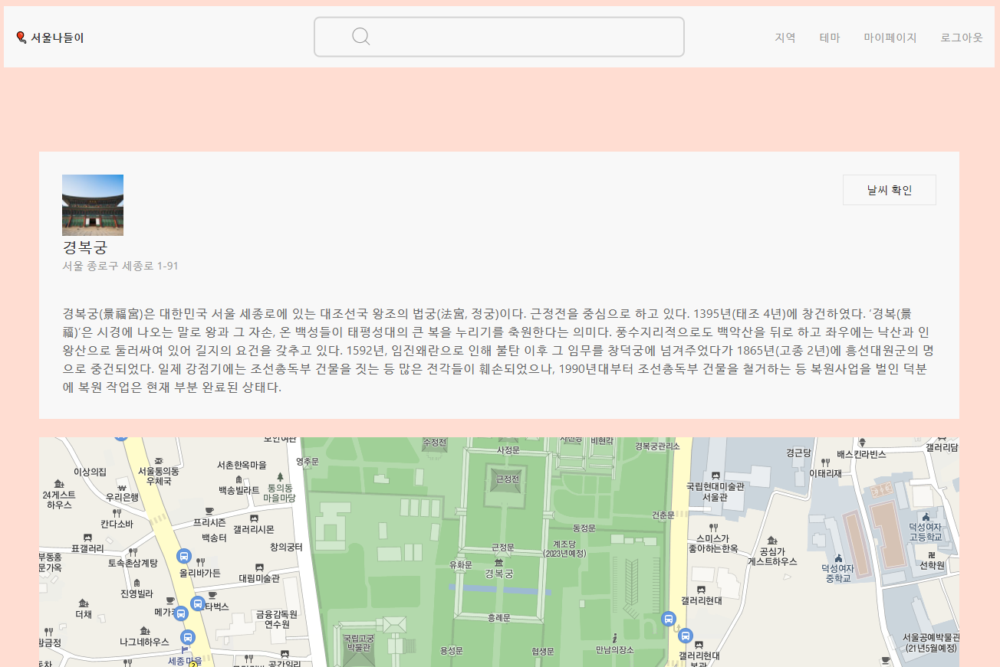 서울나들이
지역 테마 마이페이지 로그아웃
날씨 확인
경복궁
서울 종로구 세종로 1-91
경복궁(景福宮)은 대한민국 서울 세종로에 있는 대조선국 왕조의 법궁(法宮, 정궁)이다. 근정전을 중심으로 하고 있다. 1395년(태조 4년)에 창건하였다. ‘경복(景
福)’은 시경에 나오는 말로 왕과 그 자손, 온 백성들이 태평성대의 큰 복을 누리기를 축원한다는 의미다. 풍수지리적으로도 백악산을 뒤로 하고 좌우에는 낙산과 인
왕산으로 둘러싸여 있어 길지의 요건을 갖추고 있다. 1592년, 임진왜란으로 인해 불탄 이후 그 임무를 창덕궁에 넘겨주었다가 1865년(고종 2년)에 흥선대원군의 명
으로 중건되었다. 일제 강점기에는 조선총독부 건물을 짓는 등 많은 전각들이 훼손되었으나, 1990년대부터 조선총독부 건물을 철거하는 등 복원사업을 벌인 덕분
에 복원 작업은 현재 부분 완료된 상태다.
수정전
사정문
비현각
경복궁관리소
경근당
배스킨라빈스
갤러리담
이상의집
서울통의동
우체국
서촌한옥마을
영추문
이태리재
24게스트
하우스
우리은행
백송빌라트
통의동
마을마당
근정전
국립현대미술관
서울관
칸다소바
프리시즌
갤러리시몬
건춘문
덕성여자
고등학교
표갤러리
백송터
창의궁터
동정문
스미스가
좋아하는한옥
공심가
게스트하우스
토속촌삼계탕
올리바가든
대림미술관
근정문
계조당
(2023년예정)
유화문
경복궁
덕성여자
중학교
선학원
진영빌라
더채
갤러리현대
금융감독원
연수원
흥례문
나그네하우스
황금정
국립고궁
박물관
용성문
협생문
만남의장소
갤러리현대
서울공예박물관
(21년5월예정)
세종마을
2